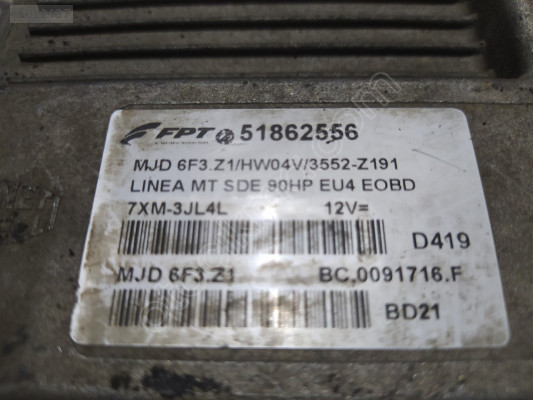 FPT 51862556
MJD 6F3.Z1/HW04V/3552-Z191
LINEA MT SDE 90HP EU4 EOBD
7XM-3JL4L 12V=
D419
MJD 6F3.Z1 BC.0091716.F
BD21